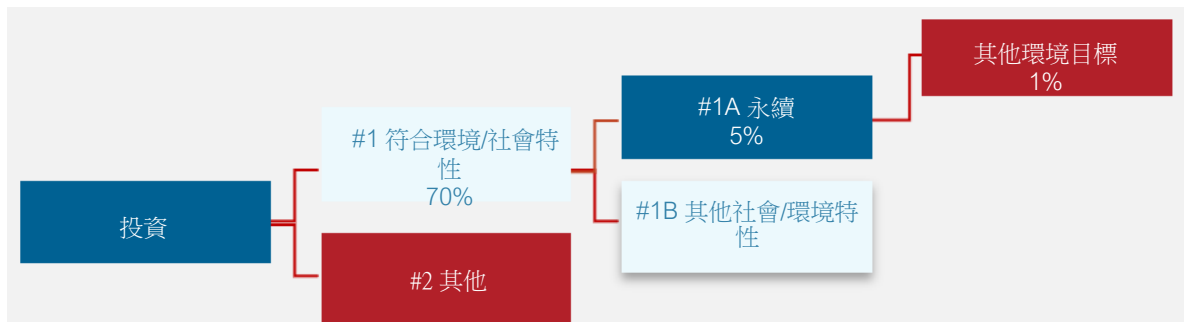 投資
#1 符合環境/社會特
性
70%
#2 其他
#1A 永續
5%
#1B 其他社會/環境特
性
其他環境目標
1%